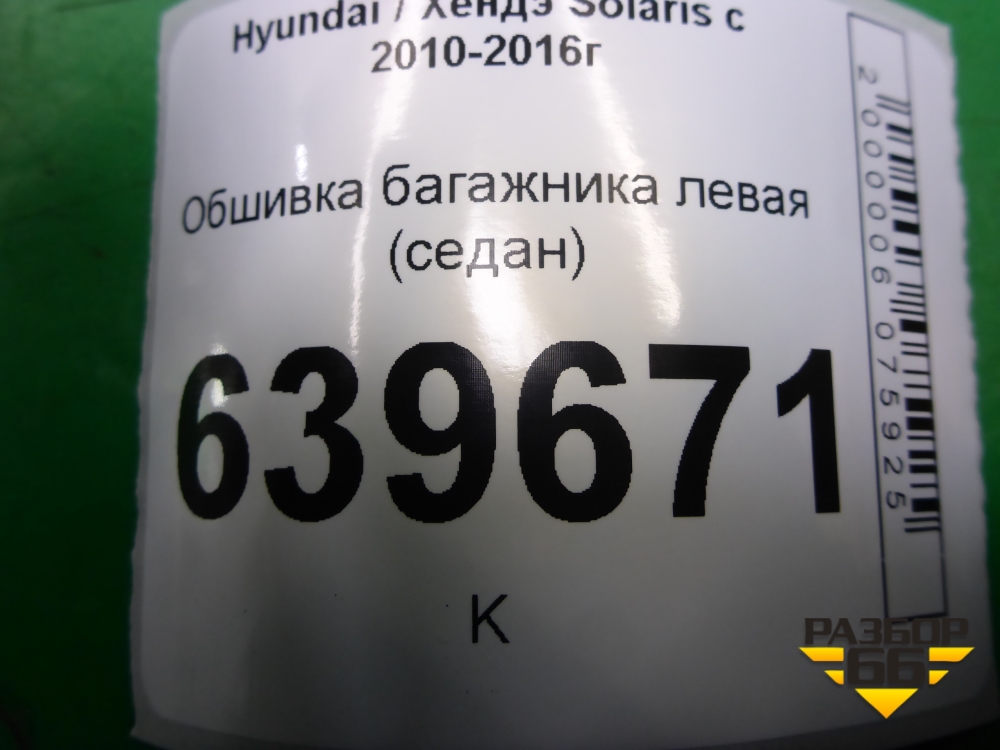 Hyundai / Хендэ Solaris с
2010-2016г
Обшивка багажника левая
(седан)
639671
К
2000006075925
РАЗБОР
66